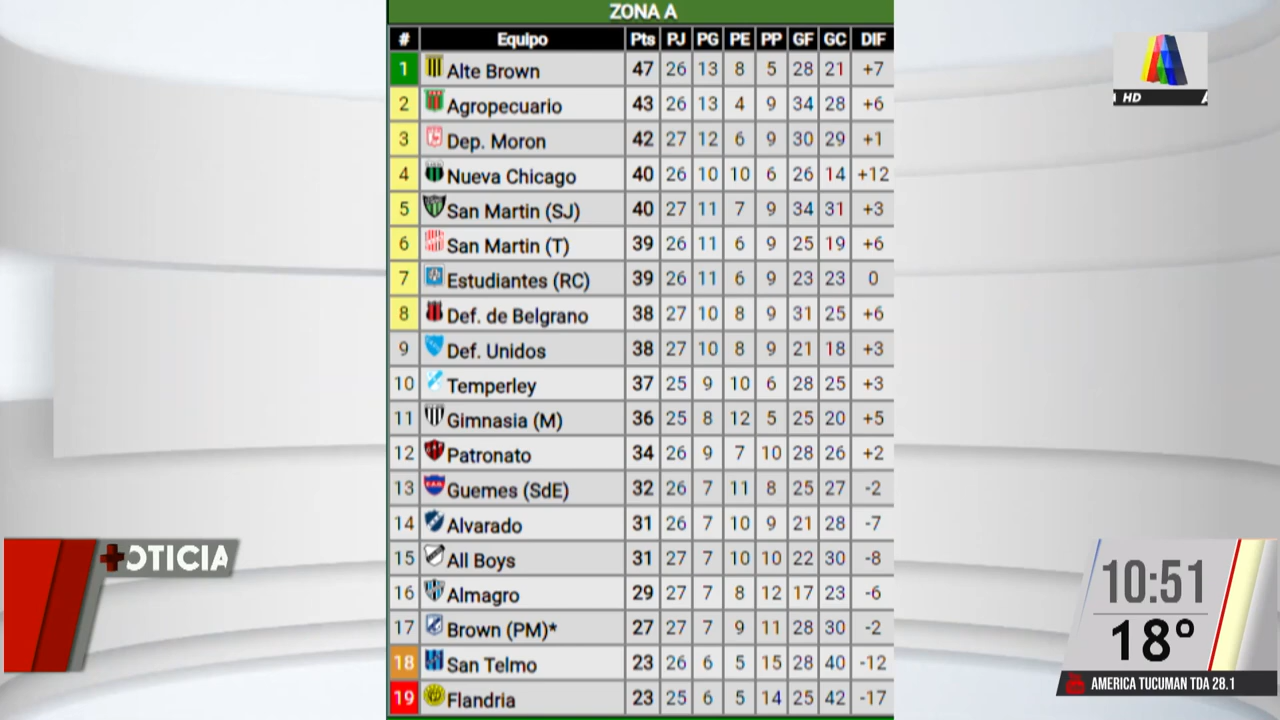 ZONA A
# Equipo Pts PJ PG PE PP GF GC DIF
1 Alte Brown 47 26 13 8 5 28 21 +7
2 Agropecuario 43 26 13 4 9 34 28 +6
3 Dep. Moron 42 27 12 6 9 30 29 +1
4 Nueva Chicago 40 26 10 10 6 26 14 +12
5 San Martin (SJ) 40 27 11 7 9 34 31 +3
6 San Martin (T) 39 26 11 6 9 25 19 +6
7 Estudiantes (RC) 39 26 11 6 9 23 23 0
8 Def. de Belgrano 38 27 10 8 9 31 25 +6
9 Def. Unidos 38 27 10 8 9 21 18 +3
10 Temperley 37 25 9 10 6 28 25 +3
11 Gimnasia (M) 36 25 8 12 5 25 20 +5
12 Patronato 34 26 9 7 10 28 26 +2
13 Guemes (SdE) 32 26 7 11 8 25 27 -2
14 Alvarado 31 26 7 10 9 21 28 -7
15 All Boys 31 27 7 10 10 22 30 -8
16 Almagro 29 27 7 8 12 17 23 -6
17 Brown (PM)* 27 27 7 9 11 28 30 -2
18 San Telmo 23 26 6 5 15 28 40 -12
19 Flandria 23 25 6 5 14 25 42 -17
HD
+OTICIA
10:51
18°
AMERICA TUCUMAN TDA 28.1